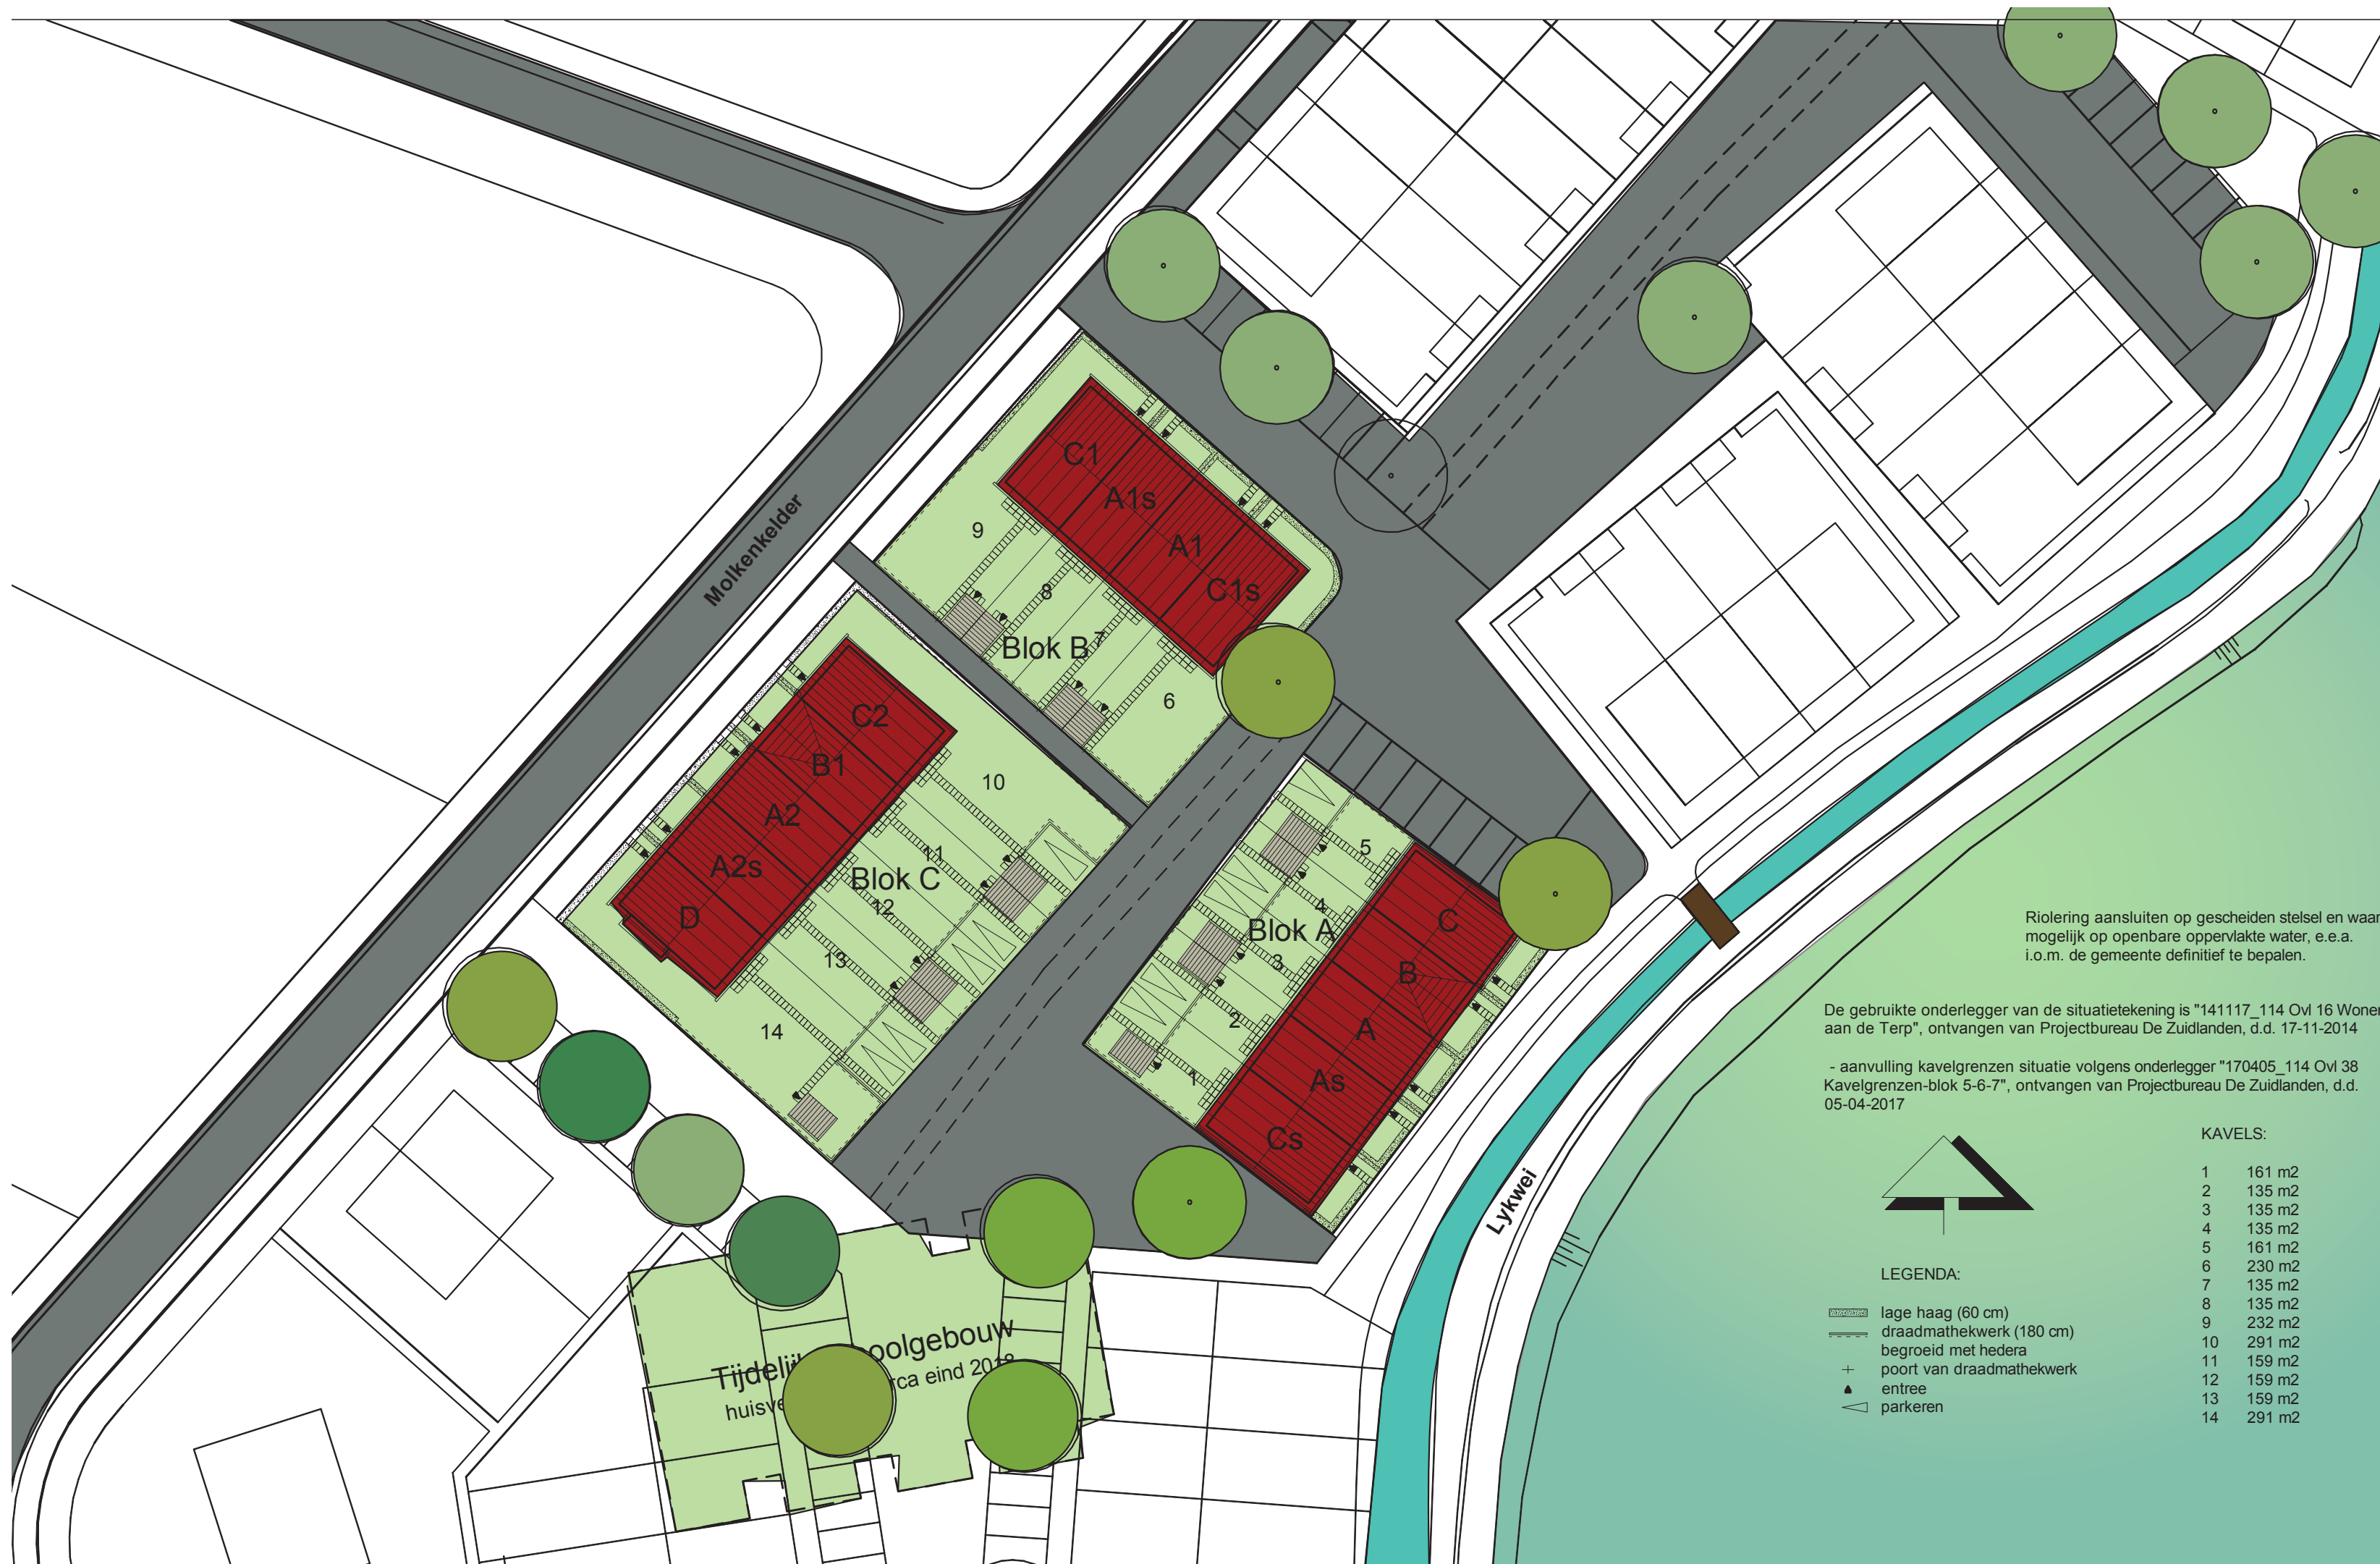 Molkenkelder
C1
A1s
A1
C1s
9
8
7
6
Blok B
C2
B1
A2
A2s
D
10
11
12
13
14
Blok C
5
4
3
2
1
Blok A
C
B
A
As
Cs
Lykwei
Riolering aansluiten op gescheiden stelsel en waar
mogelijk op openbare oppervlakte water, e.e.a.
i.o.m. de gemeente definitief te bepalen.
De gebruikte onderlegger van de situatietekening is "141117_114 Ovl 16 Wonen
aan de Terp", ontvangen van Projectbureau De Zuidlanden, d.d. 17-11-2014
- aanvulling kavelgrenzen situatie volgens onderlegger "170405_114 Ovl 38
Kavelgrenzen-blok 5-6-7", ontvangen van Projectbureau De Zuidlanden, d.d.
05-04-2017
KAVELS:
1 161 m2
2 135 m2
3 135 m2
4 135 m2
5 161 m2
6 230 m2
7 135 m2
8 135 m2
9 232 m2
10 291 m2
11 159 m2
12 159 m2
13 159 m2
14 291 m2
LEGENDA:
lage haag (60 cm)
draadmathekwerk (180 cm)
begroeid met hedera
poort van draadmathekwerk
entree
parkeren
eind 2018